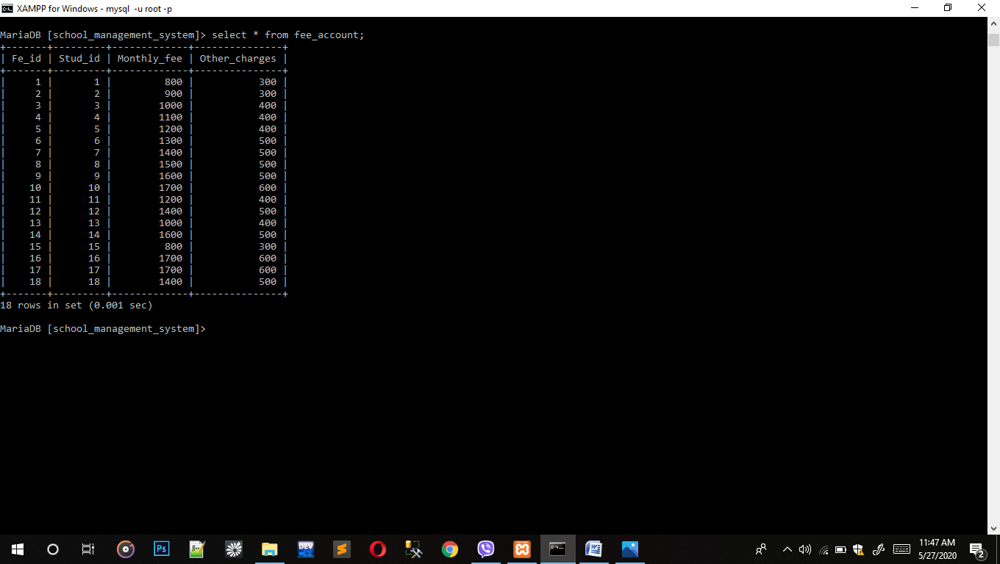 XAMPP for Windows - mysql -u root -p
MariaDB [school_management_system]> select * from fee_account;
+-------+---------+-------------+---------------+
| Fe_id | Stud_id | Monthly_fee | Other_charges |
+-------+---------+-------------+---------------+
| 1 | 1 | 800 | 300 |
| 2 | 2 | 900 | 300 |
| 3 | 3 | 1000 | 400 |
| 4 | 4 | 1100 | 400 |
| 5 | 5 | 1200 | 400 |
| 6 | 6 | 1300 | 500 |
| 7 | 7 | 1400 | 500 |
| 8 | 8 | 1500 | 500 |
| 9 | 9 | 1600 | 500 |
| 10 | 10 | 1700 | 600 |
| 11 | 11 | 1200 | 400 |
| 12 | 12 | 1400 | 500 |
| 13 | 13 | 1000 | 400 |
| 14 | 14 | 1600 | 500 |
| 15 | 15 | 800 | 300 |
| 16 | 16 | 1700 | 600 |
| 17 | 17 | 1700 | 600 |
| 18 | 18 | 1400 | 500 |
+-------+---------+-------------+---------------+
18 rows in set (0.001 sec)
MariaDB [school_management_system]>
Ps
DEV
11:47 AM
5/27/2020
2